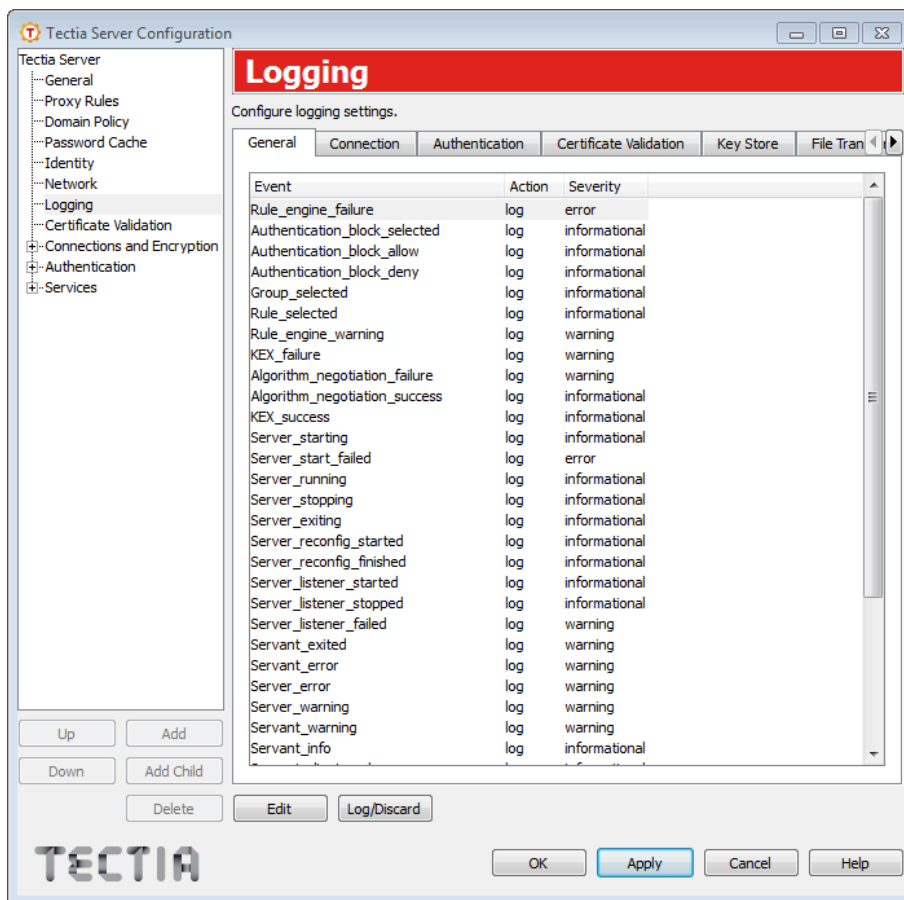 Tectia Server Configuration
Tectia Server
General
Proxy Rules
Domain Policy
Password Cache
Identity
Network
Logging
Certificate Validation
Connections and Encryption
Authentication
Services
Up
Add
Down
Add Child
Delete
TECTIA
Logging
Configure logging settings.
General Connection Authentication Certificate Validation Key Store File Tran
Event Action Severity
Rule_engine_failure log error
Authentication_block_selected log informational
Authentication_block_allow log informational
Authentication_block_deny log informational
Group_selected log informational
Rule_selected log informational
Rule_engine_warning log warning
KEX_failure log warning
Algorithm_negotiation_failure log warning
Algorithm_negotiation_success log informational
KEX_success log informational
Server_starting log informational
Server_start_failed log error
Server_running log informational
Server_stopping log informational
Server_exiting log informational
Server_reconfig_started log informational
Server_reconfig_finished log informational
Server_listener_started log informational
Server_listener_stopped log informational
Server_listener_failed log warning
Servant_exited log warning
Servant_error log warning
Server_error log warning
Server_warning log warning
Servant_warning log warning
Servant_info log informational
Edit Log/Discard
OK Apply Cancel Help